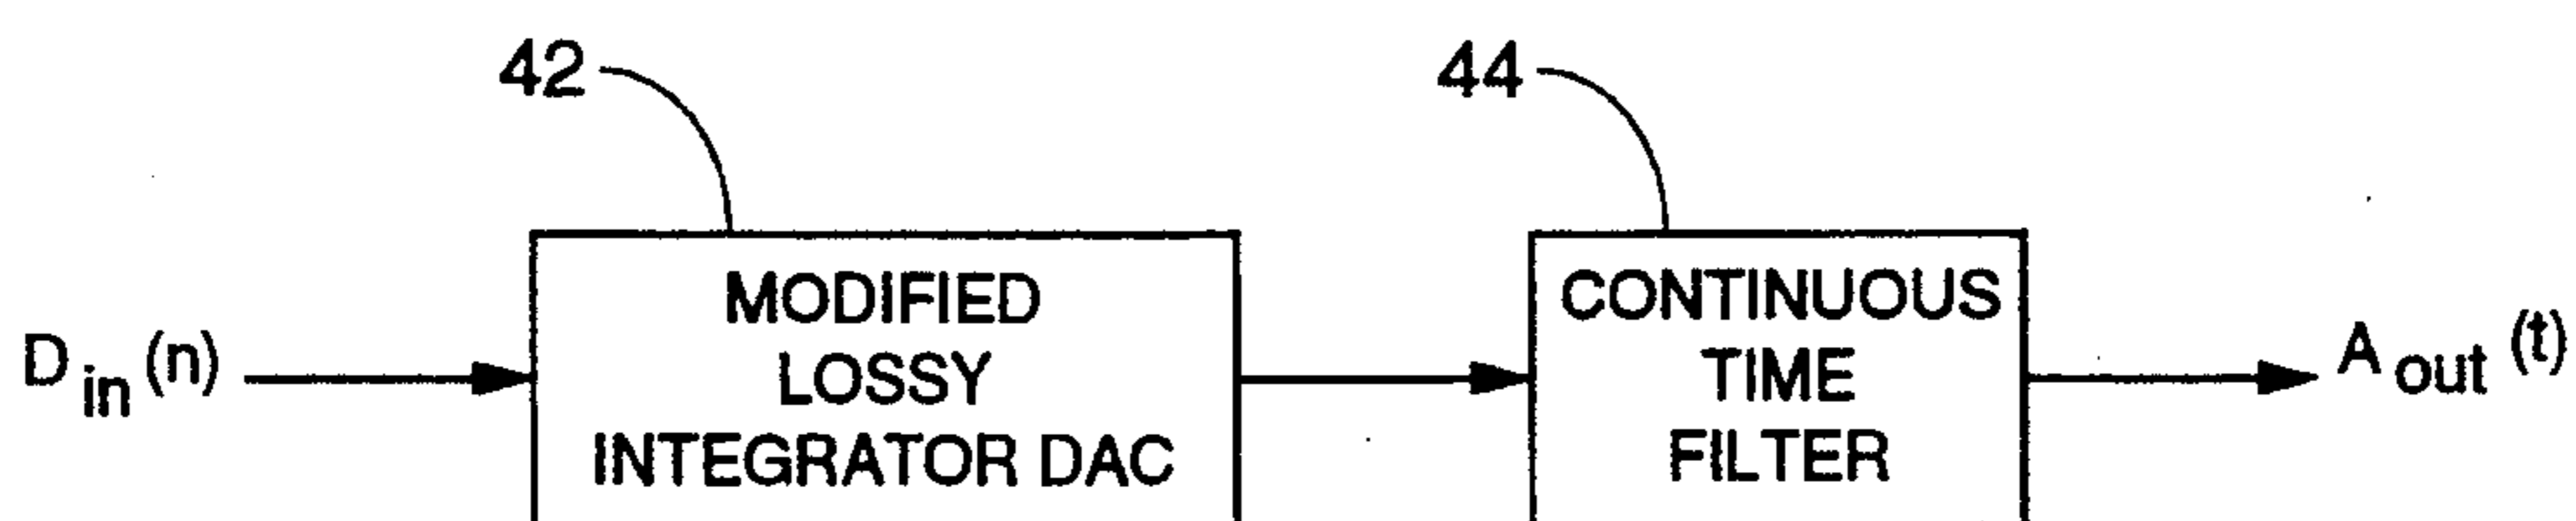 42
44
D in (n)
MODIFIED
LOSSY
INTEGRATOR DAC
CONTINUOUS
TIME
FILTER
A out (t)